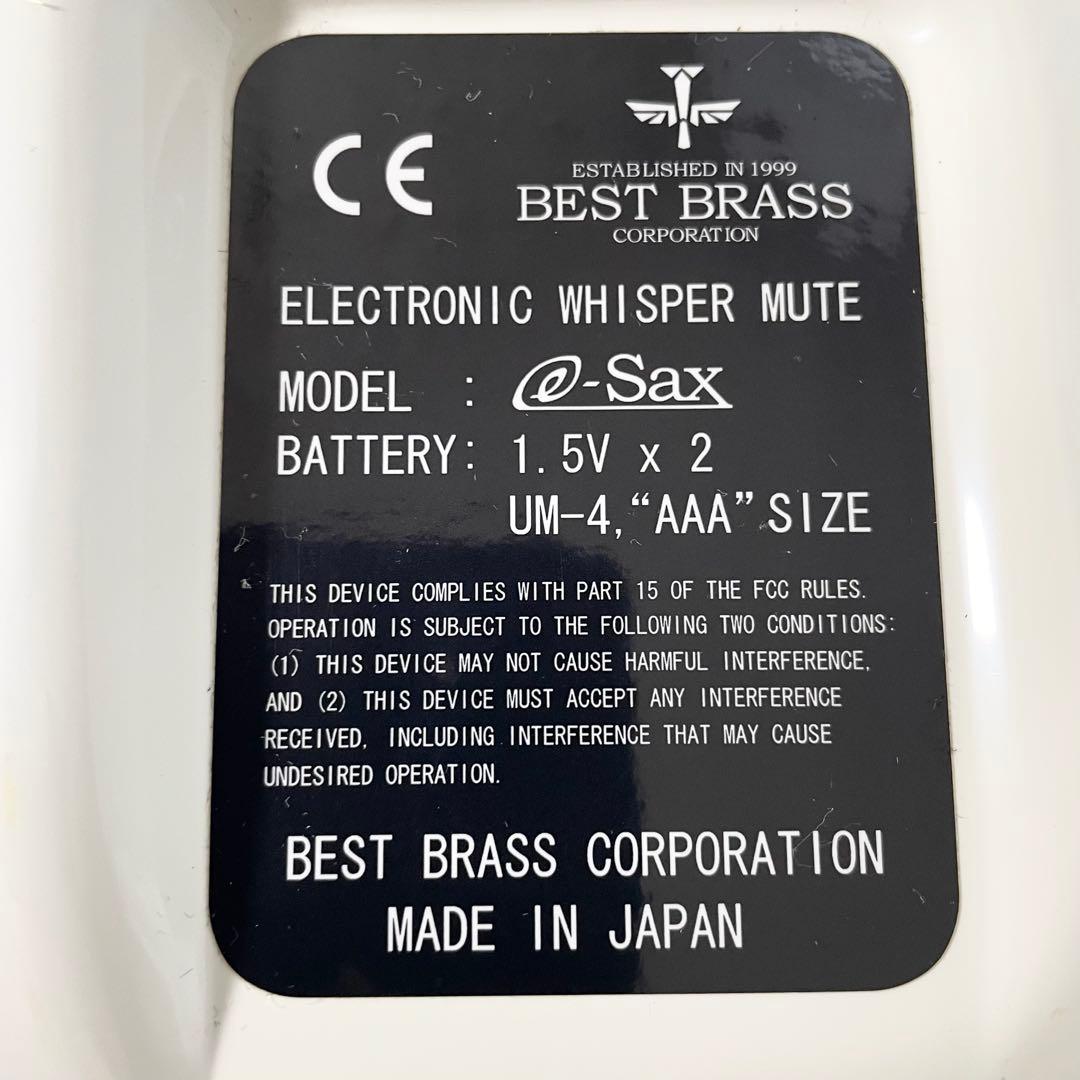 CE
ESTABLISHED IN 1999
BEST BRASS
CORPORATION
ELECTRONIC WHISPER MUTE
MODEL : e-Sax
BATTERY: 1.5V x 2
UM-4, “AAA” SIZE
THIS DEVICE COMPLIES WITH PART 15 OF THE FCC RULES.
OPERATION IS SUBJECT TO THE FOLLOWING TWO CONDITIONS:
(1) THIS DEVICE MAY NOT CAUSE HARMFUL INTERFERENCE,
AND (2) THIS DEVICE MUST ACCEPT ANY INTERFERENCE
RECEIVED, INCLUDING INTERFERENCE THAT MAY CAUSE
UNDESIRED OPERATION.
BEST BRASS CORPORATION
MADE IN JAPAN